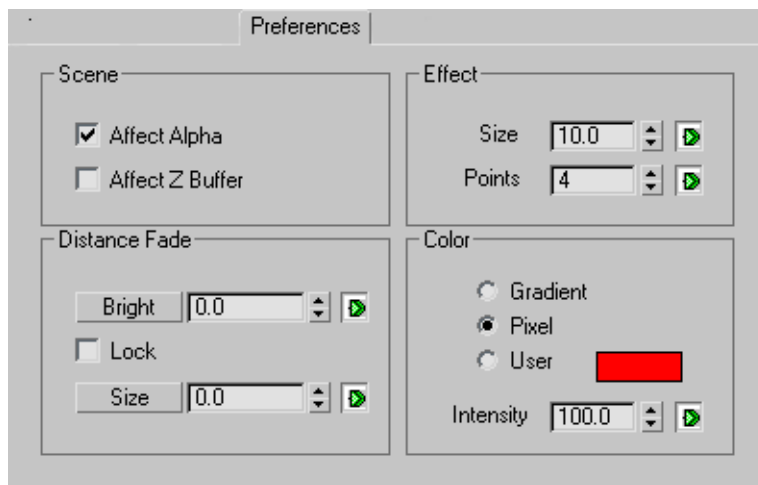 Preferences
Scene
Affect Alpha
Affect Z Buffer
Effect
Size 10.0
Points 4
Distance Fade
Bright 0.0
Lock
Size 0.0
Color
Gradient
Pixel
User
Intensity 100.0